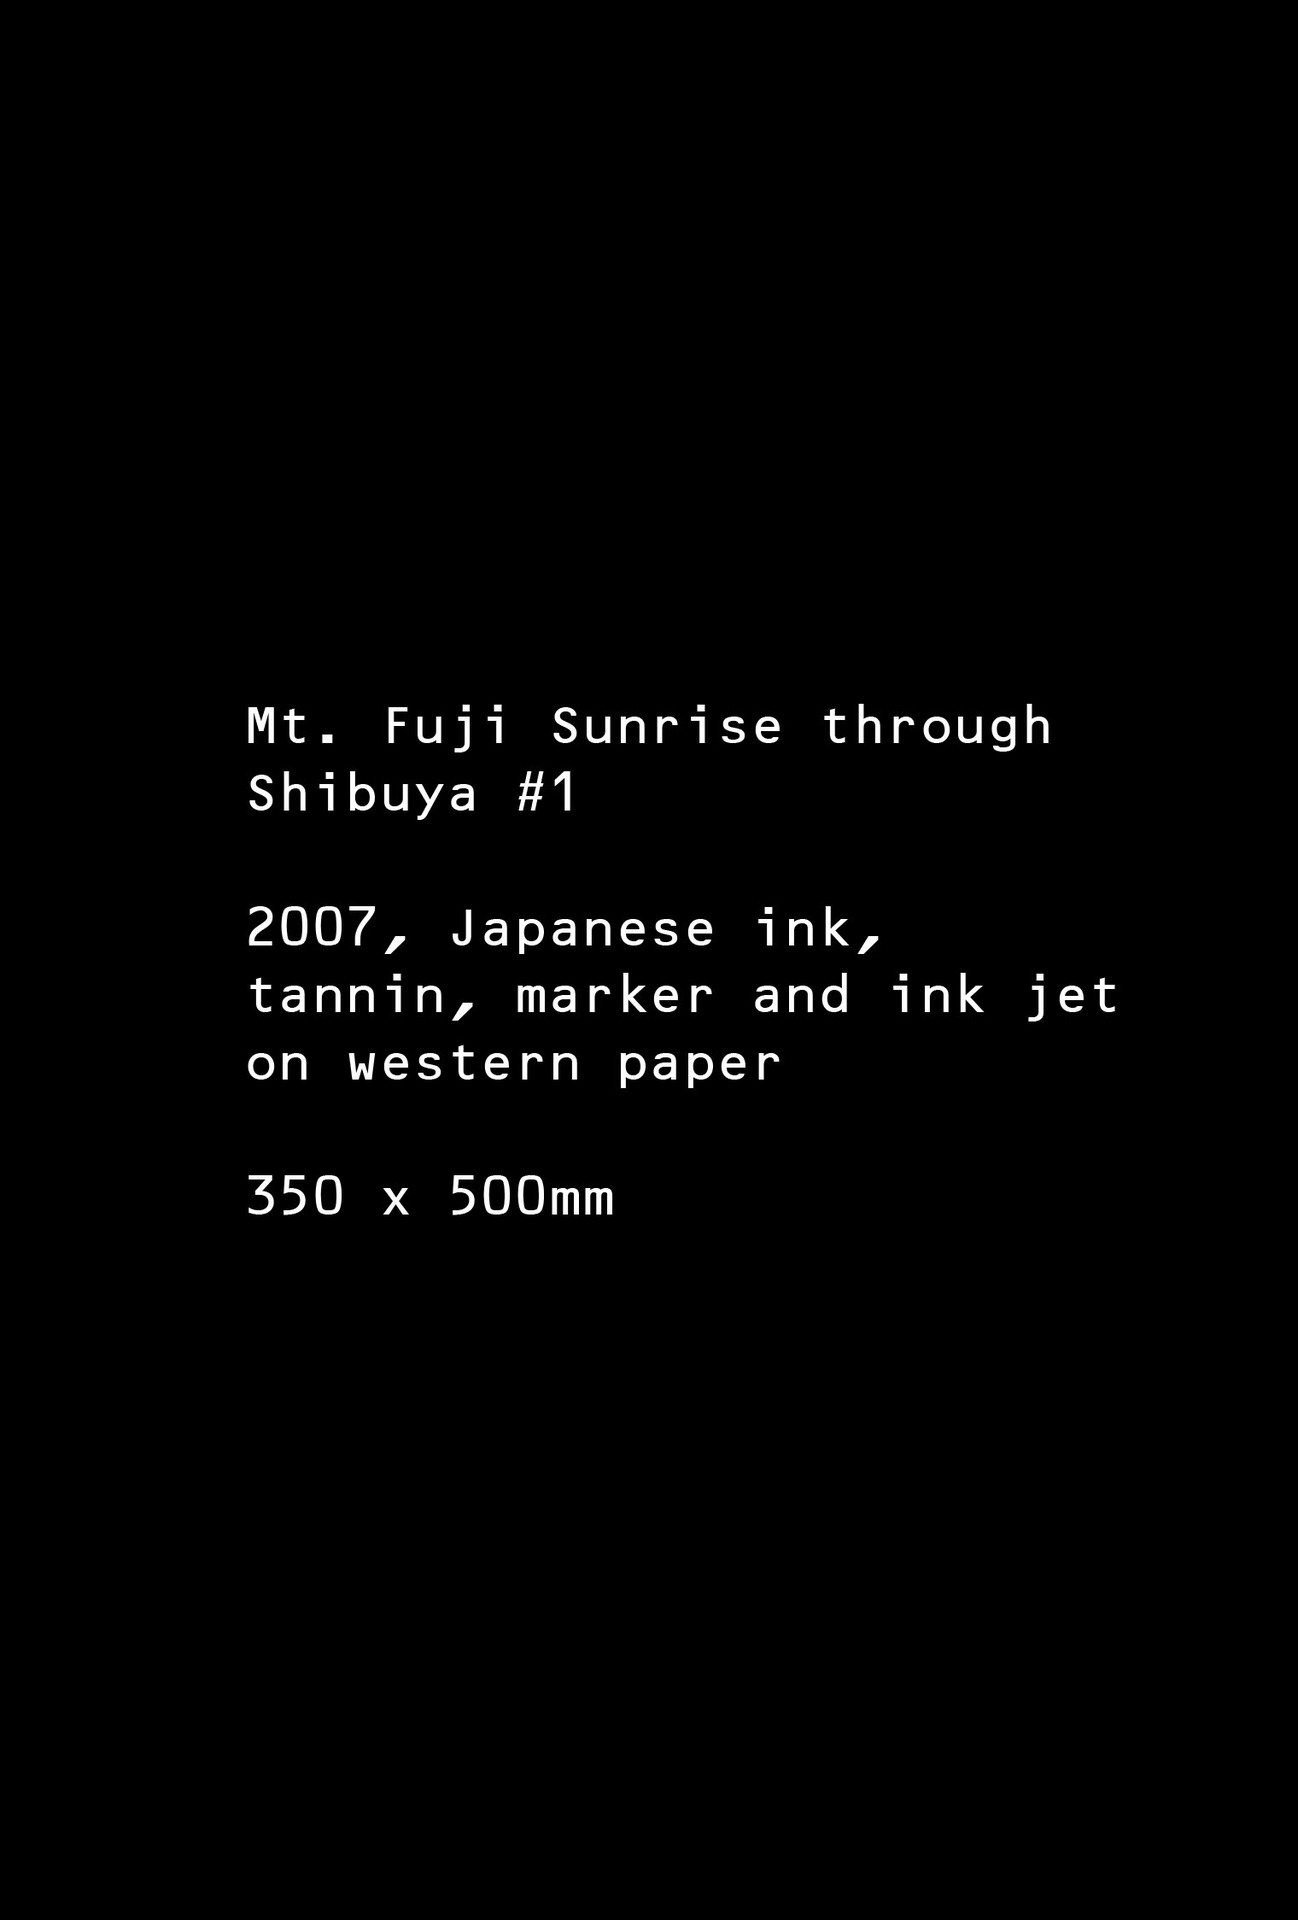 Mt. Fuji Sunrise through
Shibuya #1
2007, Japanese ink,
tannin, marker and ink jet
on western paper
350 x 500mm